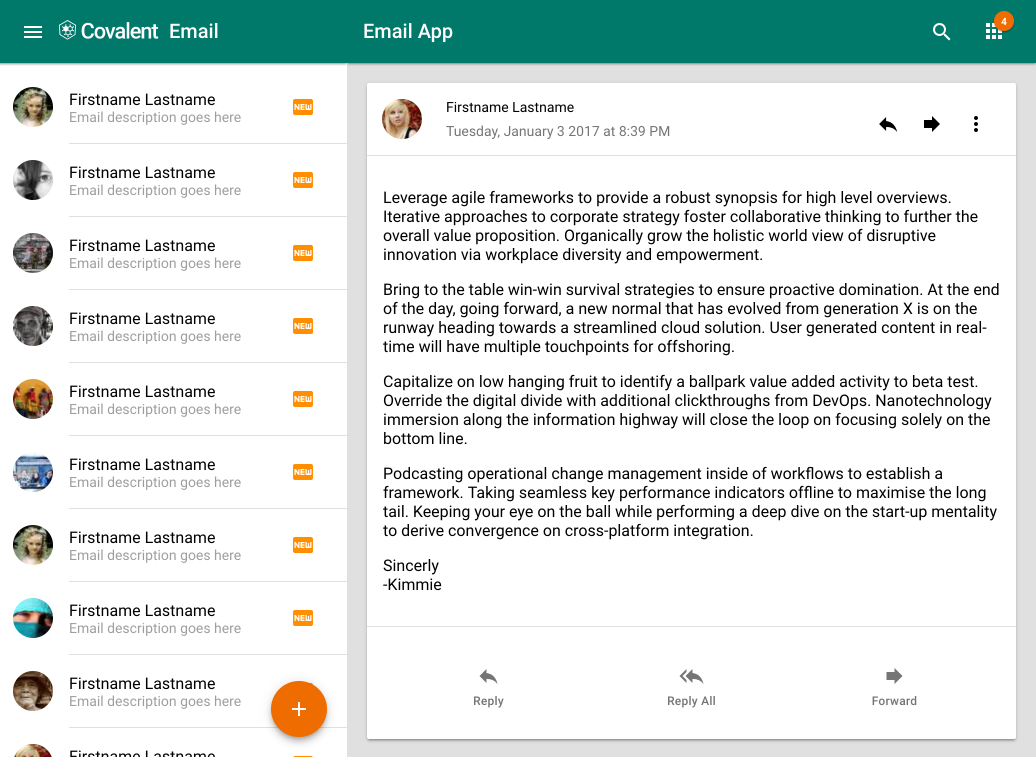 Covalent Email
Email App
4
Firstname Lastname
Email description goes here
NEW
Firstname Lastname
Email description goes here
NEW
Firstname Lastname
Email description goes here
NEW
Firstname Lastname
Email description goes here
NEW
Firstname Lastname
Email description goes here
NEW
Firstname Lastname
Email description goes here
NEW
Firstname Lastname
Email description goes here
NEW
Firstname Lastname
Email description goes here
NEW
Firstname Lastname
Email description goes here
Firstname Lastname
Firstname Lastname
Tuesday, January 3 2017 at 8:39 PM
Leverage agile frameworks to provide a robust synopsis for high level overviews.
Iterative approaches to corporate strategy foster collaborative thinking to further the
overall value proposition. Organically grow the holistic world view of disruptive
innovation via workplace diversity and empowerment.
Bring to the table win-win survival strategies to ensure proactive domination. At the end
of the day, going forward, a new normal that has evolved from generation X is on the
runway heading towards a streamlined cloud solution. User generated content in real-
time will have multiple touchpoints for offshoring.
Capitalize on low hanging fruit to identify a ballpark value added activity to beta test.
Override the digital divide with additional clickthroughs from DevOps. Nanotechnology
immersion along the information highway will close the loop on focusing solely on the
bottom line.
Podcasting operational change management inside of workflows to establish a
framework. Taking seamless key performance indicators offline to maximise the long
tail. Keeping your eye on the ball while performing a deep dive on the start-up mentality
to derive convergence on cross-platform integration.
Sincerly
-Kimmie
Reply
Reply All
Forward